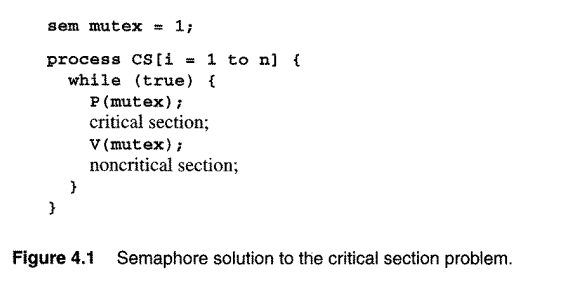 sem mutex = 1;
process CS[i = 1 to n] {
while (true) {
P(mutex);
critical section;
V(mutex);
noncritical section;
}
}
Figure 4.1 Semaphore solution to the critical section problem.